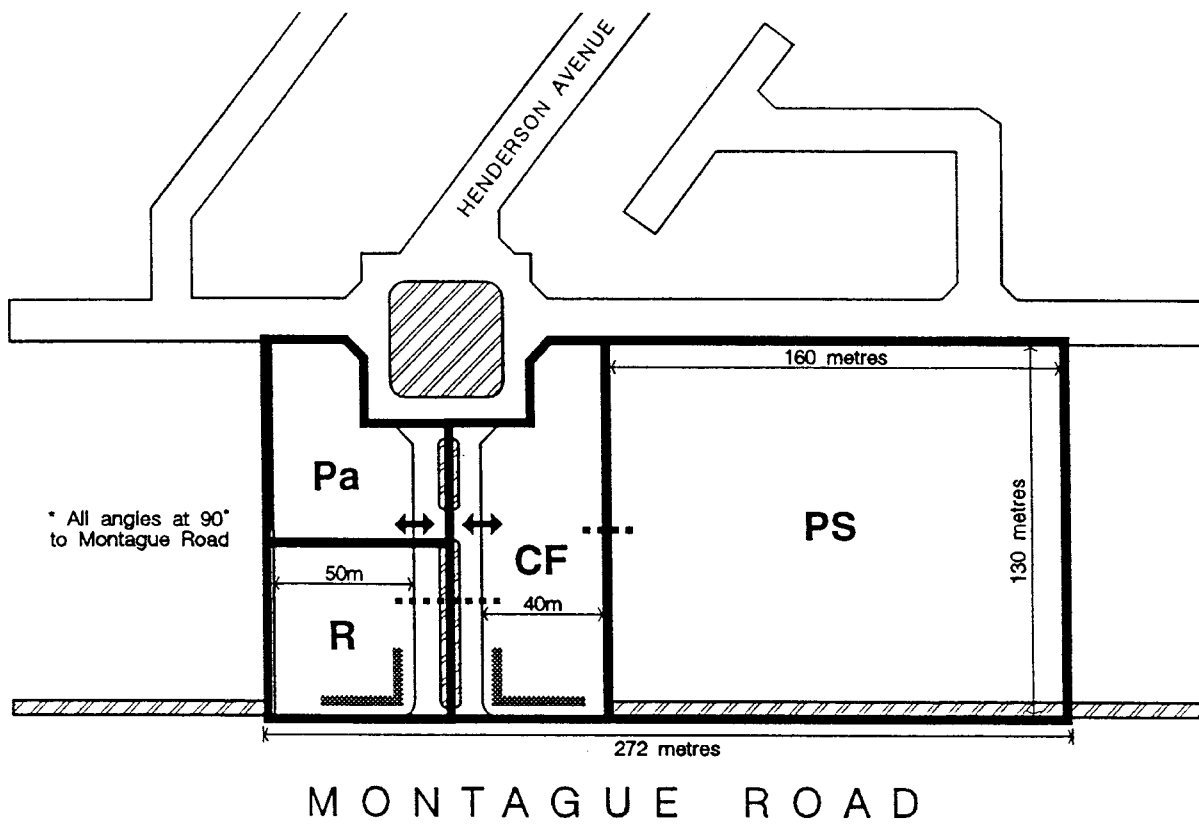 HENDERSON AVENUE
160 metres
Pa
* All angles at 90°
to Montague Road
PS
130 metres
CF
50m
40m
R
272 metres
MONTAGUE ROAD